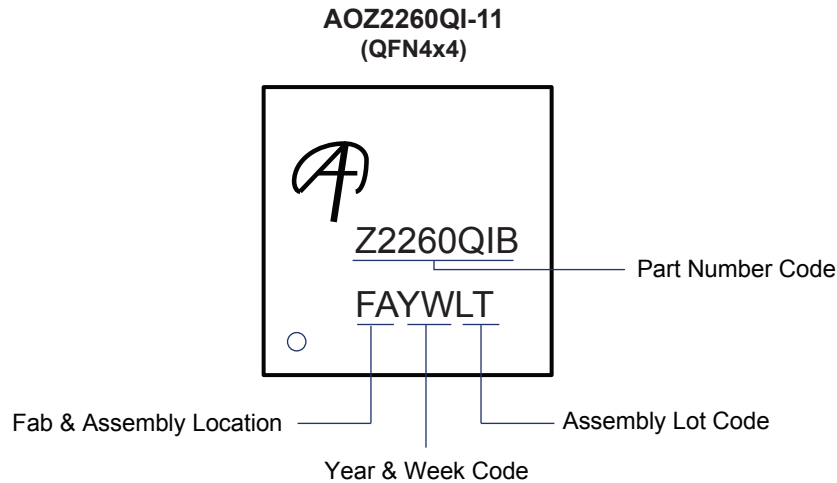 AOZ2260QI-11
(QFN4x4)
Z2260QIB
Part Number Code
FAYWLT
Fab & Assembly Location
Assembly Lot Code
Year & Week Code